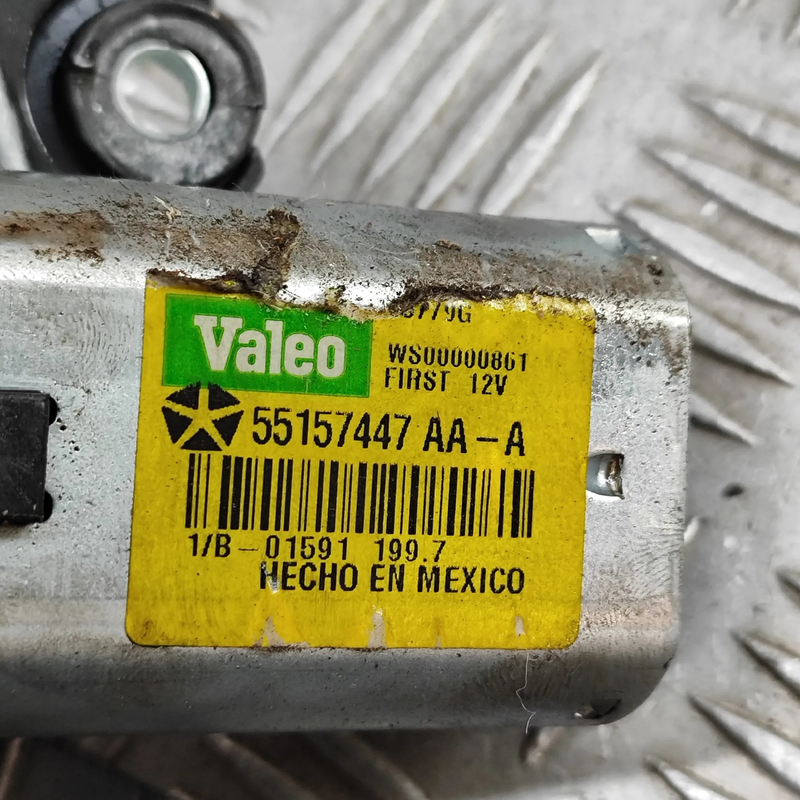 Valeo
WS00000861
FIRST 12V
55157447 AA-A
1/B-01591 199.7
HECHO EN MEXICO